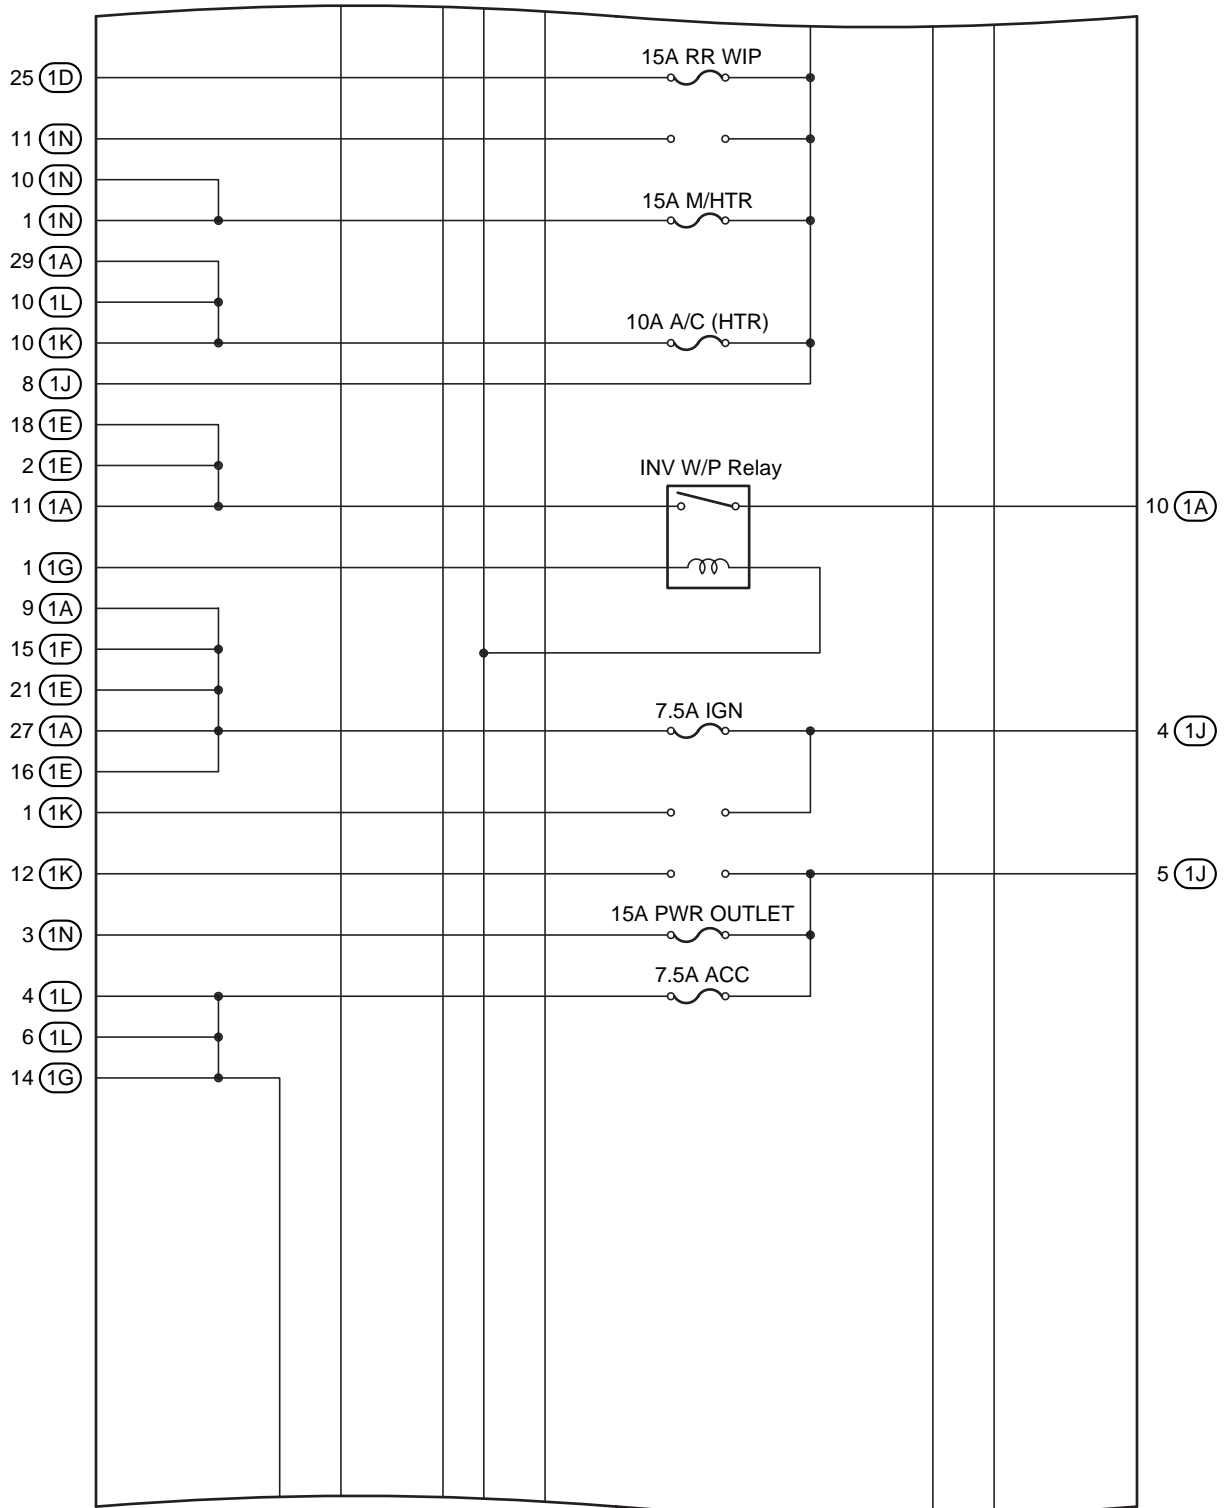 15A RR WIP
25 1D
11 1N
10 1N
15A M/HTR
1 1N
29 1A
10 1L
10A A/C (HTR)
10 1K
8 1J
18 1E
2 1E
INV W/P Relay
11 1A
10 1A
1 1G
9 1A
15 1F
21 1E
7.5A IGN
27 1A
4 1J
16 1E
1 1K
12 1K
5 1J
15A PWR OUTLET
3 1N
7.5A ACC
4 1L
6 1L
14 1G